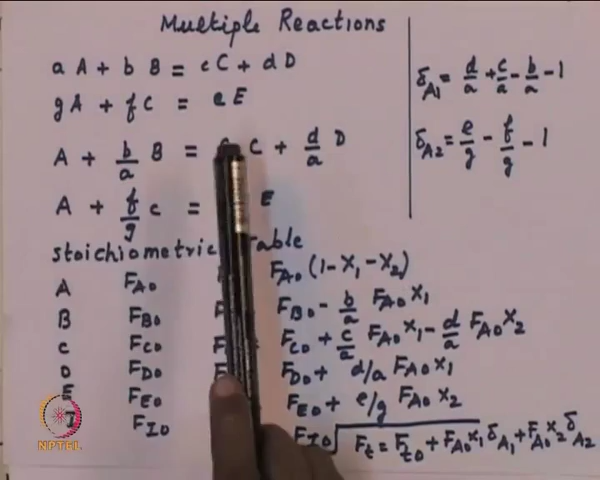 Multiple Reactions
aA + bB = cC + dD
gA + fC = eE
A + b/a B = C + d/a D
A + f/g C = E
δA1 = d/a + c/a - b/a - 1
δA2 = e/g - f/g - 1
stoichiometric Table
A FA0 FA0 (1 - X1 - X2)
B FB0 FB0 - b/a FA0 X1
C FC0 FC0 + c/a FA0 X1 - d/a FA0 X2
D FD0 FD0 + d/a FA0 X1
E FE0 FE0 + e/g FA0 X2
I FI0 FI0
Ft = Ft0 + FA0 X1 δA1 + FA0 X2 δA2
NPTEL